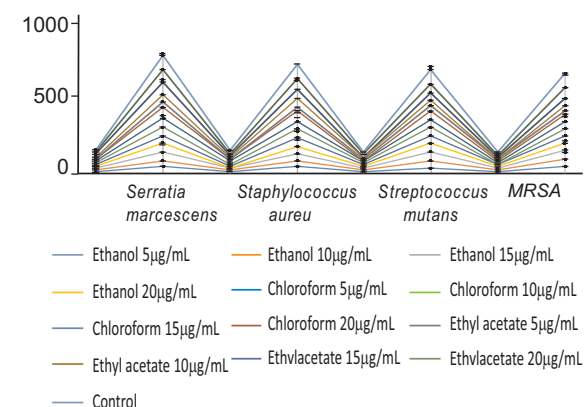 1000
500
0
Serratia marcescens
Staphylococcus aureu
Streptococcus mutans
MRSA
Ethanol 5µg/mL
Ethanol 10µg/mL
Ethanol 15µg/mL
Ethanol 20µg/mL
Chloroform 5µg/mL
Chloroform 10µg/mL
Chloroform 15µg/mL
Chloroform 20µg/mL
Ethyl acetate 5µg/mL
Ethyl acetate 10µg/mL
Ethvlacetate 15µg/mL
Ethvlacetate 20µg/mL
Control